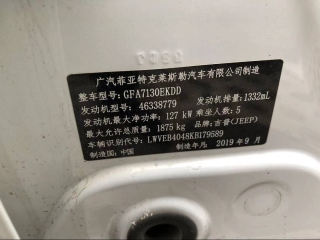 广汽菲亚特克莱斯勒汽车有限公司制造
整车型号: GFA7130EKDD
发动机型号: 46338779 发动机排量: 1332mL
发动机最大净功率: 127 kW 乘坐人数: 5
最大允许总质量: 1875 kg 品牌: 吉普(JEEP)
车辆识别代号: LWVEB4048KB179589
制造国: 中国 制造年月: 2019 年 9 月